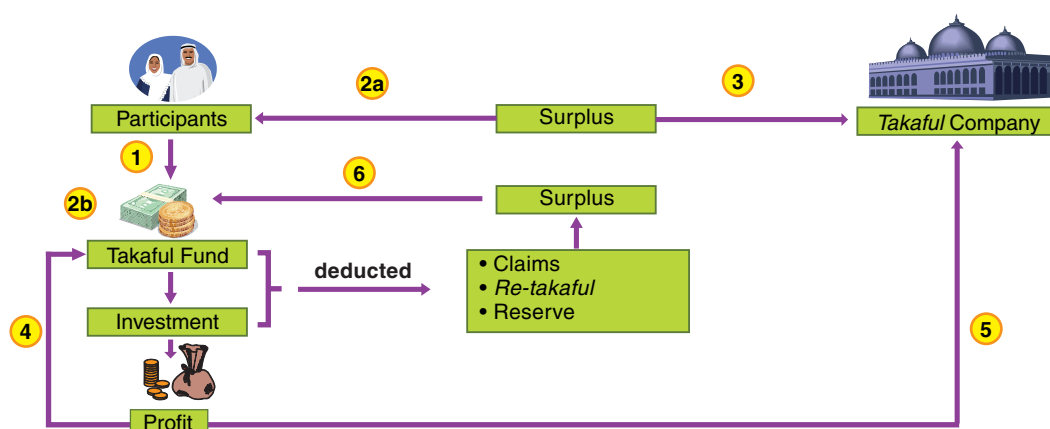 2a
3
Participants
Surplus
Takaful Company
1
6
2b
Surplus
Takaful Fund
deducted
• Claims
• Re-takaful
• Reserve
Investment
4
5
Profit